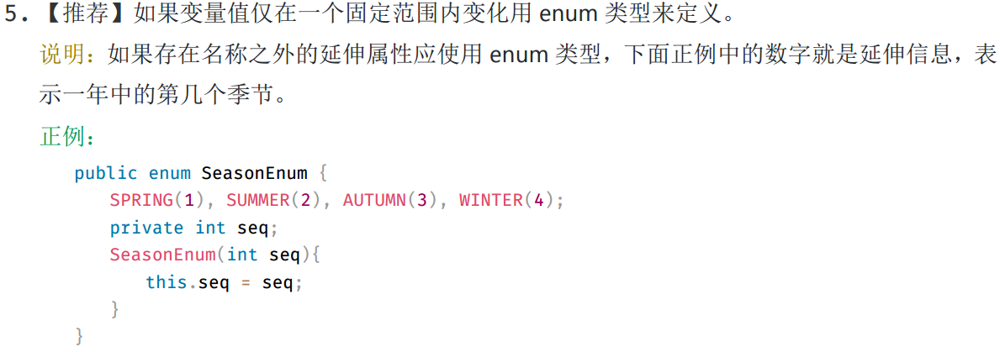 5. 【推荐】如果变量值仅在一个固定范围内变化用 enum 类型来定义。
说明：如果存在名称之外的延伸属性应使用 enum 类型，下面正例中的数字就是延伸信息，表
示一年中的第几个季节。
正例：
public enum SeasonEnum {
SPRING(1), SUMMER(2), AUTUMN(3), WINTER(4);
private int seq;
SeasonEnum(int seq){
this.seq = seq;
}
}